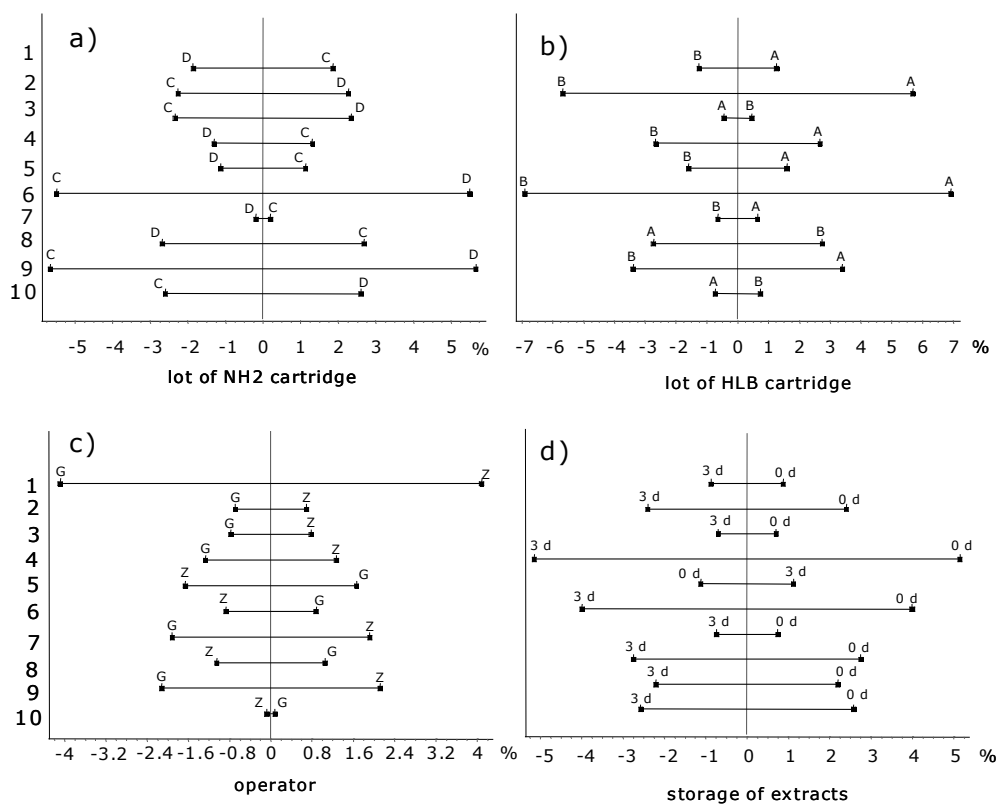 a)
1
D C
2
C D
3
C D
4
D C
5
D C
6
C D
7
D C
8
D C
9
C D
10
C D
-5 -4 -3 -2 -1 0 1 2 3 4 5 %
lot of NH2 cartridge
b)
B A
B A
A B
B A
B A
B A
B A
A B
B A
A B
-7 -6 -5 -4 -3 -2 -1 0 1 2 3 4 5 6 7 %
lot of HLB cartridge
c)
1
G Z
2
G Z
3
G Z
4
G Z
5
Z G
6
Z G
7
G Z
8
Z G
9
G Z
10
Z G
-4 -3.2 -2.4 -1.6 -0.8 0 0.8 1.6 2.4 3.2 4 %
operator
d)
3 d 0 d
3 d 0 d
3 d 0 d
3 d 0 d
0 d 3 d
3 d 0 d
3 d 0 d
3 d 0 d
3 d 0 d
3 d 0 d
-5 -4 -3 -2 -1 0 1 2 3 4 5 %
storage of extracts